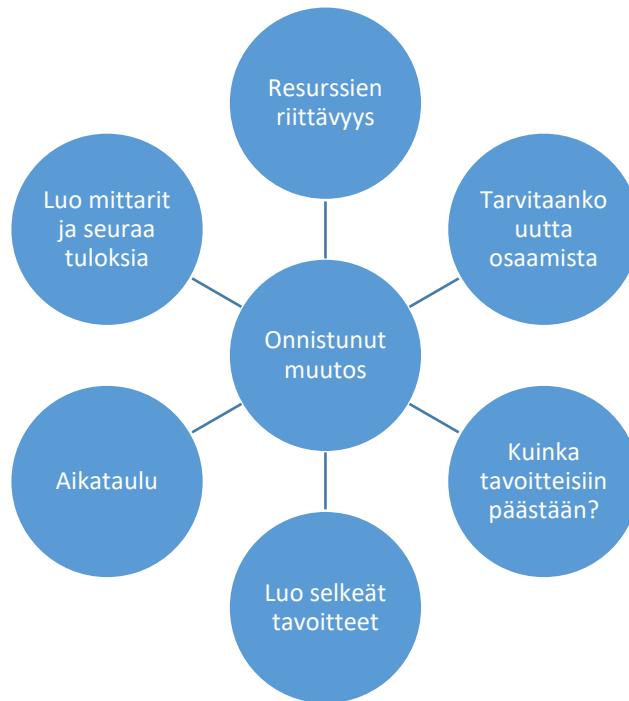 Resurssien
riittävyys
Tarvitaanko
uutta
osaamista
Kuinka
tavoitteisiin
päästään?
Luo selkeät
tavoitteet
Aikataulu
Luo mittarit
ja seuraa
tuloksia
Onnistunut
muutos